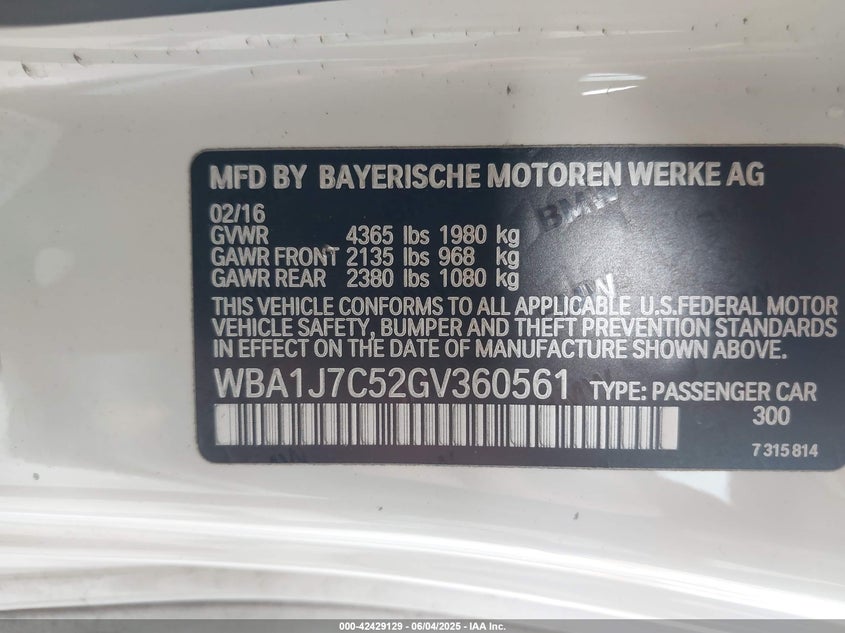 MFD BY BAYERISCHE MOTOREN WERKE AG
02/16
GVWR 4365 lbs 1980 kg
GAWR FRONT 2135 lbs 968 kg
GAWR REAR 2380 lbs 1080 kg
THIS VEHICLE CONFORMS TO ALL APPLICABLE U.S.FEDERAL MOTOR
VEHICLE SAFETY, BUMPER AND THEFT PREVENTION STANDARDS
IN EFFECT ON THE DATE OF MANUFACTURE SHOWN ABOVE.
WBA1J7C52GV360561 TYPE: PASSENGER CAR
300
7 315 814
000-42429129 - 06/04/2025 - IAA Inc.